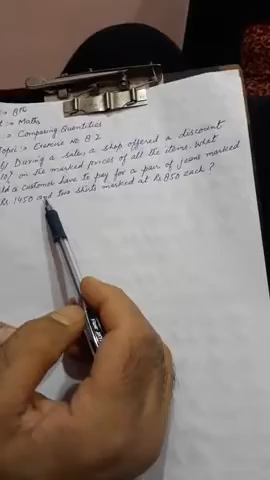 :- 8th
:- Maths
:- Comparing Quantities
Topic :- Exercise No 8.2
During a sale, a shop offered a discount
10% on the marked prices of all the items. What
a customer have to pay for a pair of jeans marked
Rs. 1450 and two shirts marked at Rs 850 each ?